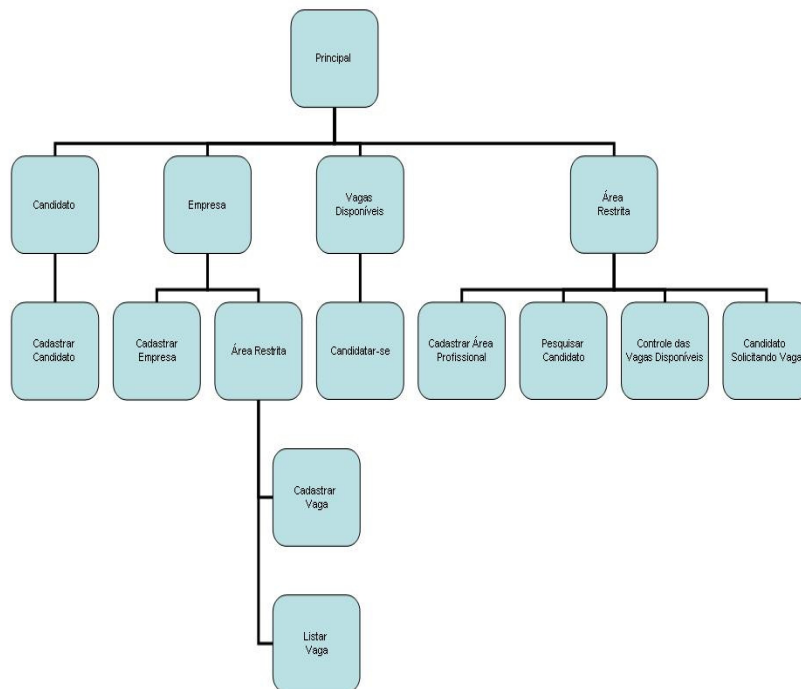 Principal
Candidato
Empresa
Vagas
Disponíveis
Área
Restrita
Cadastrar
Candidato
Cadastrar
Empresa
Área Restrita
Candidatar-se
Cadastrar Área
Profissional
Pesquisar
Candidato
Controle das
Vagas Disponíveis
Candidato
Solicitando Vaga
Cadastrar
Vaga
Listar
Vaga